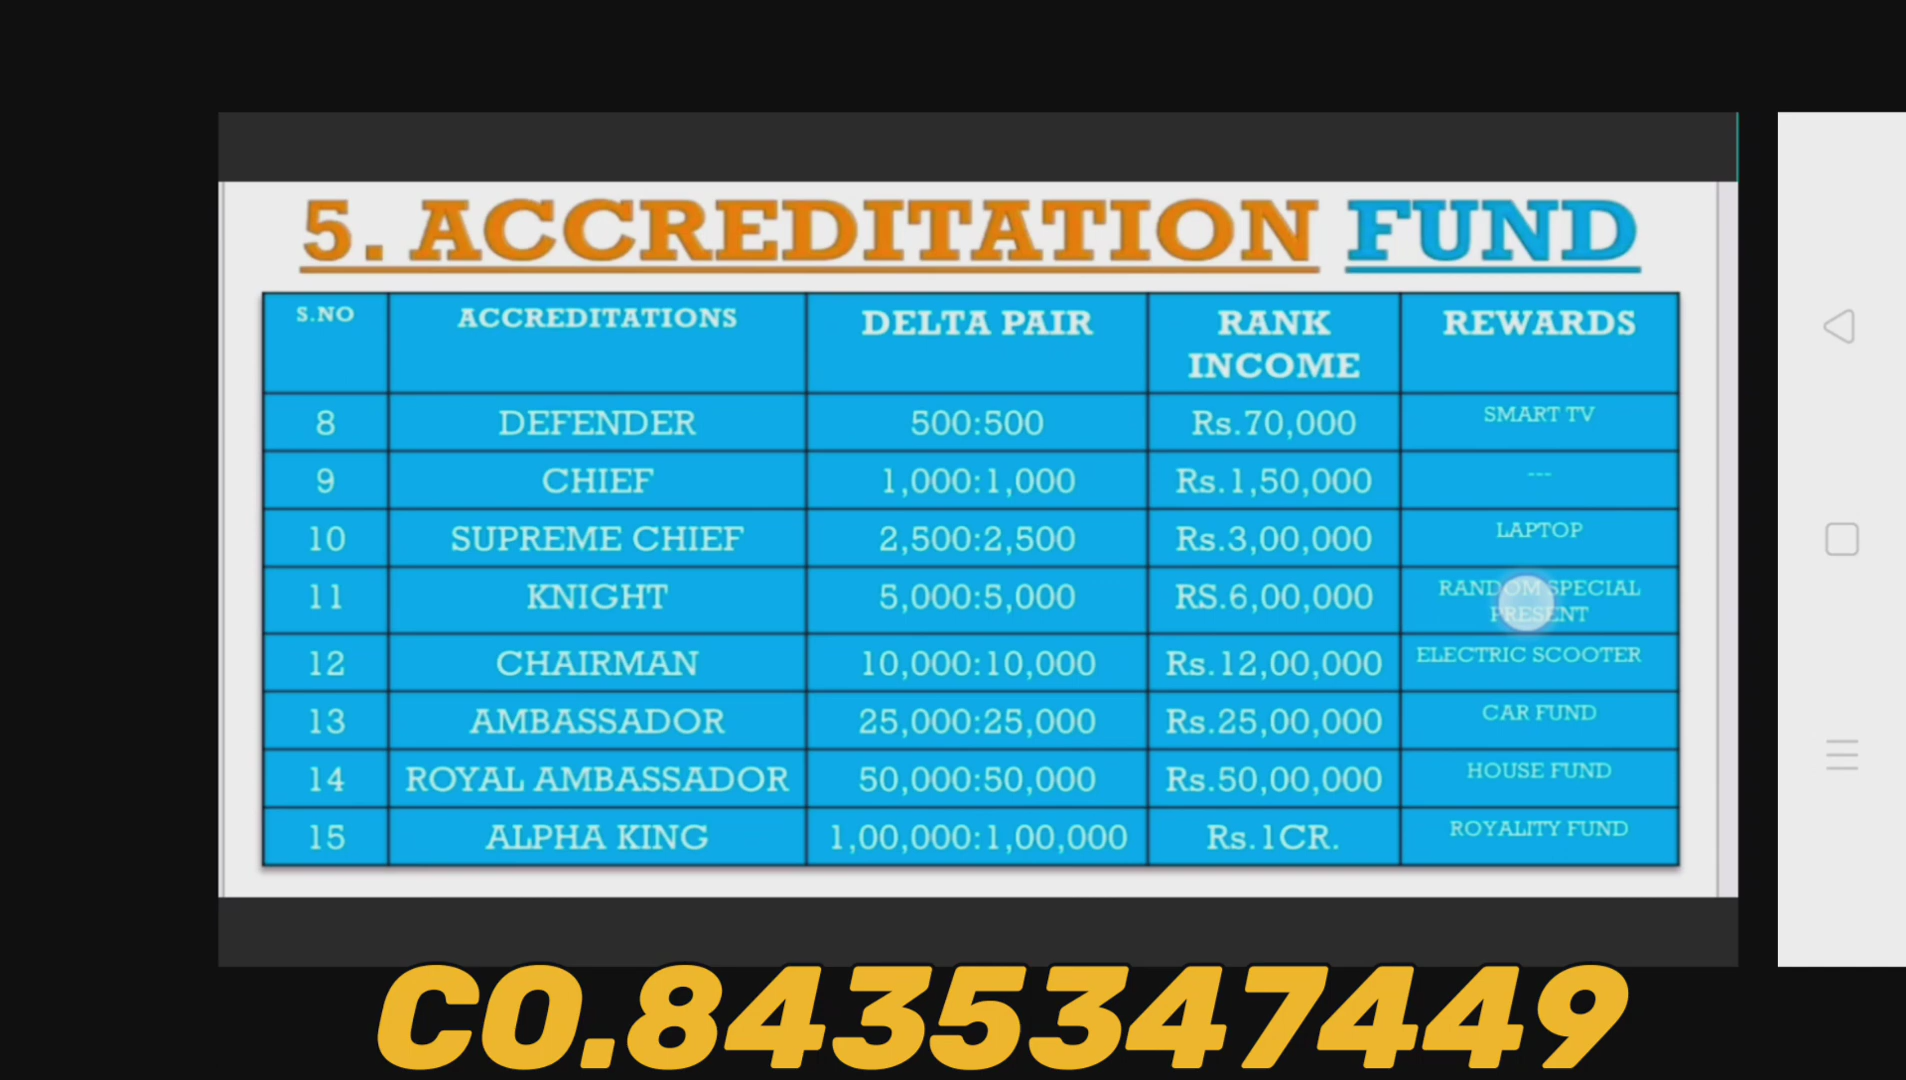 5. ACCREDITATION FUND
S.NO ACCREDITATIONS DELTA PAIR RANK INCOME REWARDS
8 DEFENDER 500:500 Rs.70,000 SMART TV
9 CHIEF 1,000:1,000 Rs.1,50,000 ---
10 SUPREME CHIEF 2,500:2,500 Rs.3,00,000 LAPTOP
11 KNIGHT 5,000:5,000 RS.6,00,000 RANDOM SPECIAL PRESENT
12 CHAIRMAN 10,000:10,000 Rs.12,00,000 ELECTRIC SCOOTER
13 AMBASSADOR 25,000:25,000 Rs.25,00,000 CAR FUND
14 ROYAL AMBASSADOR 50,000:50,000 Rs.50,00,000 HOUSE FUND
15 ALPHA KING 1,00,000:1,00,000 Rs.1CR. ROYALITY FUND
CO.8435347449